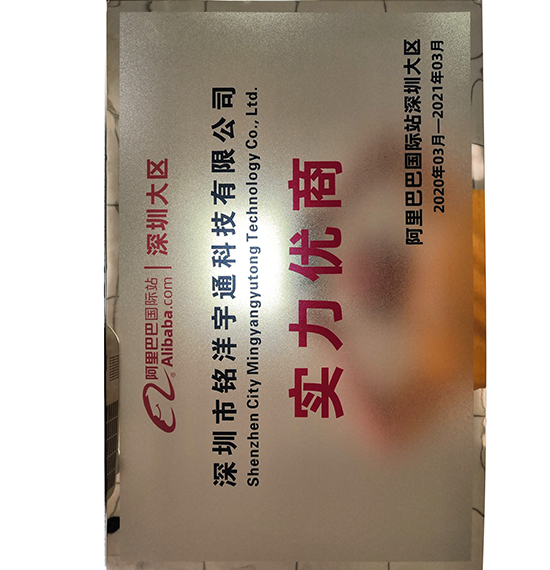 阿里巴巴国际站
Alibaba.com
深圳大区
深圳市铭洋宇通科技有限公司
Shenzhen City Mingyangyutong Technology Co., Ltd.
实力优商
阿里巴巴国际站深圳大区
2020年03月—2021年03月